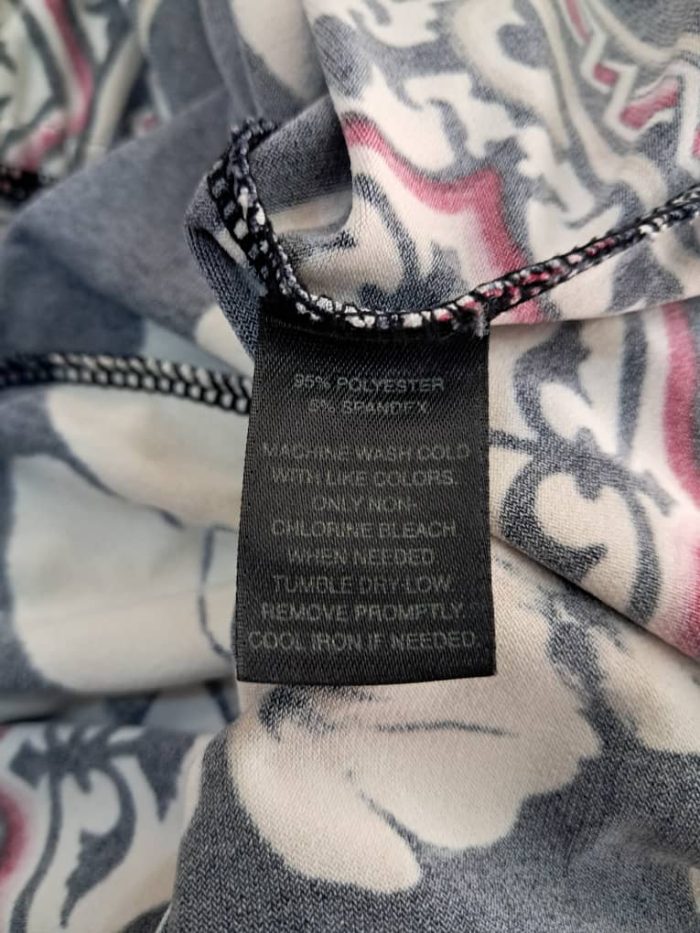 95% POLYESTER
5% SPANDEX
MACHINE WASH COLD
WITH LIKE COLORS.
ONLY NON-
CHLORINE BLEACH
WHEN NEEDED
TUMBLE DRY LOW
REMOVE PROMPTLY.
COOL IRON IF NEEDED.